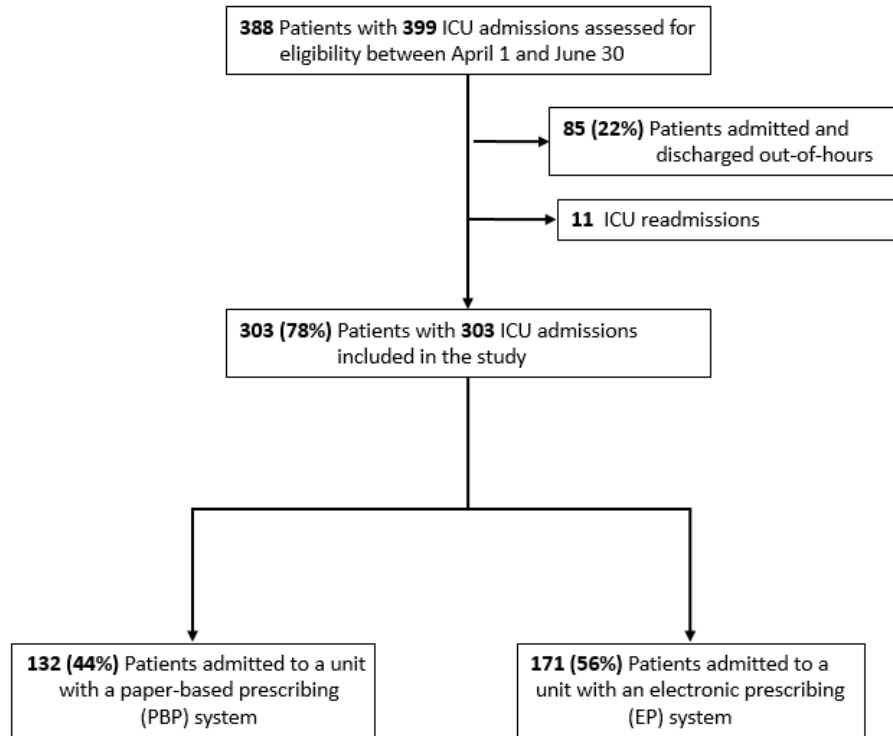 388 Patients with 399 ICU admissions assessed for
eligibility between April 1 and June 30
85 (22%) Patients admitted and
discharged out-of-hours
11 ICU readmissions
303 (78%) Patients with 303 ICU admissions
included in the study
132 (44%) Patients admitted to a unit
with a paper-based prescribing
(PBP) system
171 (56%) Patients admitted to a
unit with an electronic prescribing
(EP) system